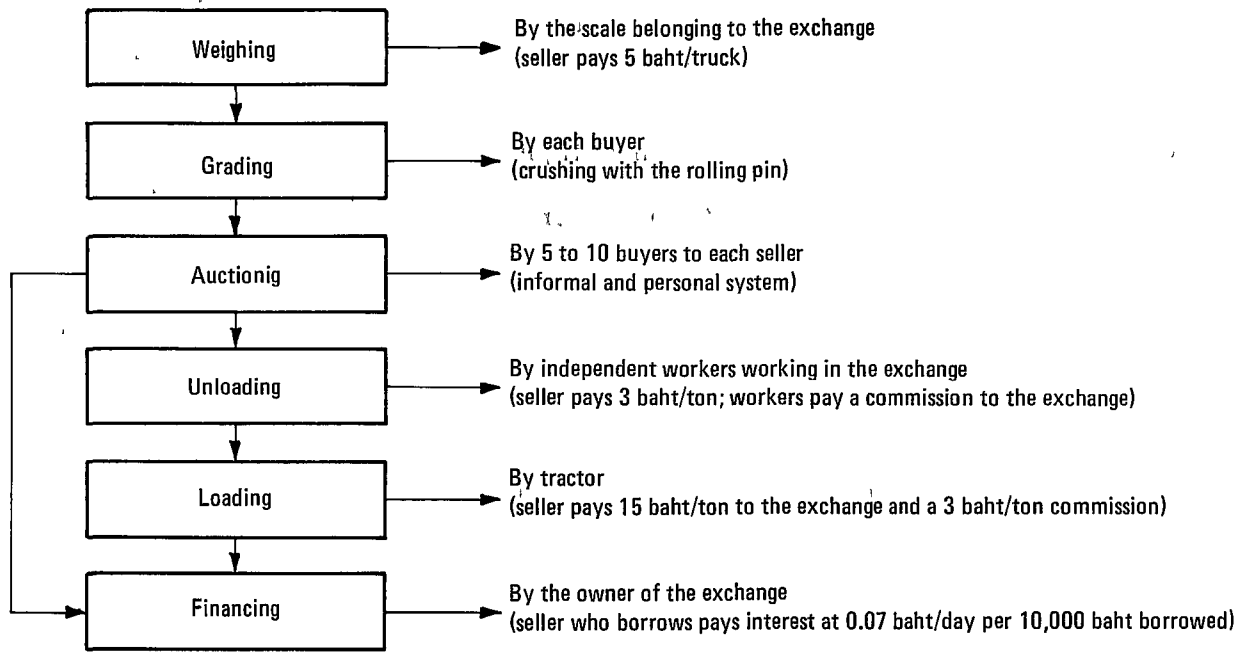 Weighing
By the scale belonging to the exchange
(seller pays 5 baht/truck)
Grading
By each buyer
(crushing with the rolling pin)
Auctionig
By 5 to 10 buyers to each seller
(informal and personal system)
Unloading
By independent workers working in the exchange
(seller pays 3 baht/ton; workers pay a commission to the exchange)
Loading
By tractor
(seller pays 15 baht/ton to the exchange and a 3 baht/ton commission)
Financing
By the owner of the exchange
(seller who borrows pays interest at 0.07 baht/day per 10,000 baht borrowed)